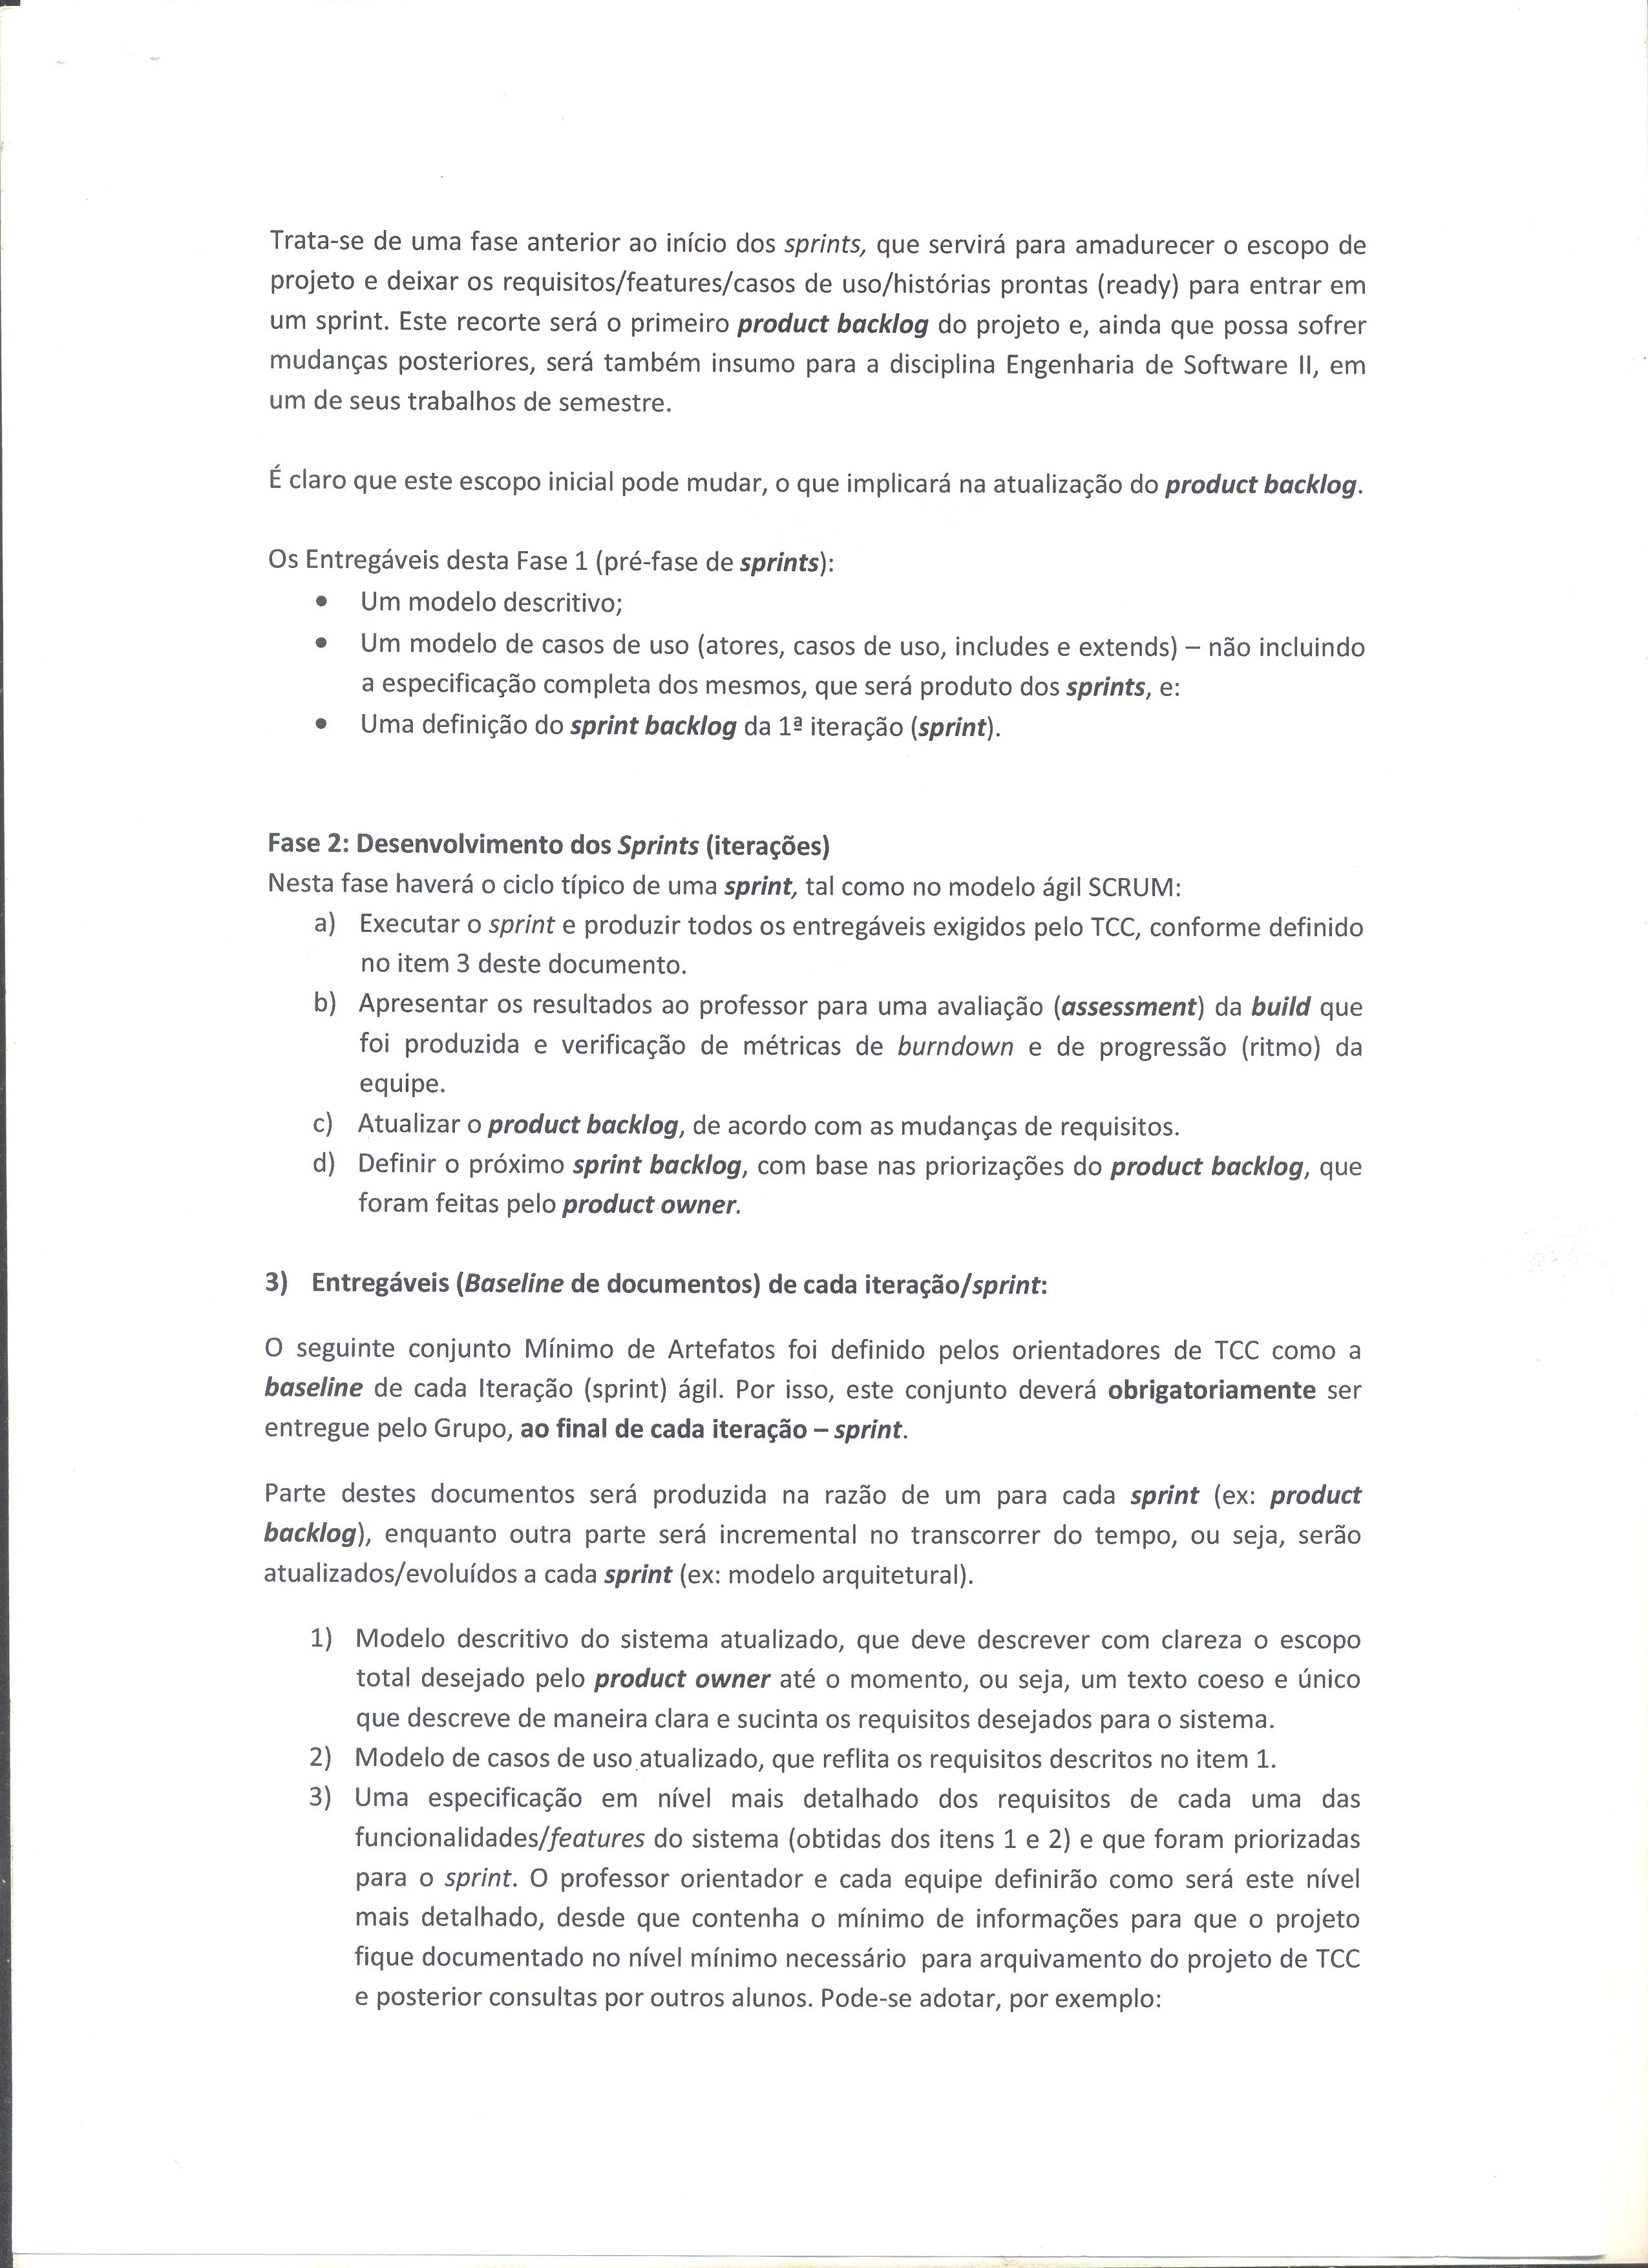 Trata-se de uma fase anterior ao início dos sprints, que servirá para amadurecer o escopo de
projeto e deixar os requisitos/features/casos de uso/histórias prontas (ready) para entrar em
um sprint. Este recorte será o primeiro product backlog do projeto e, ainda que possa sofrer
mudanças posteriores, será também insumo para a disciplina Engenharia de Software II, em
um de seus trabalhos de semestre.
É claro que este escopo inicial pode mudar, o que implicará na atualização do product backlog.
Os Entregáveis desta Fase 1 (pré-fase de sprints):
• Um modelo descritivo;
• Um modelo de casos de uso (atores, casos de uso, includes e extends) – não incluindo
a especificação completa dos mesmos, que será produto dos sprints, e:
• Uma definição do sprint backlog da 1ª iteração (sprint).
Fase 2: Desenvolvimento dos Sprints (iterações)
Nesta fase haverá o ciclo típico de uma sprint, tal como no modelo ágil SCRUM:
a) Executar o sprint e produzir todos os entregáveis exigidos pelo TCC, conforme definido
no item 3 deste documento.
b) Apresentar os resultados ao professor para uma avaliação (assessment) da build que
foi produzida e verificação de métricas de burndown e de progressão (ritmo) da
equipe.
c) Atualizar o product backlog, de acordo com as mudanças de requisitos.
d) Definir o próximo sprint backlog, com base nas priorizações do product backlog, que
foram feitas pelo product owner.
3) Entregáveis (Baseline de documentos) de cada iteração/sprint:
O seguinte conjunto Mínimo de Artefatos foi definido pelos orientadores de TCC como a
baseline de cada Iteração (sprint) ágil. Por isso, este conjunto deverá obrigatoriamente ser
entregue pelo Grupo, ao final de cada iteração – sprint.
Parte destes documentos será produzida na razão de um para cada sprint (ex: product
backlog), enquanto outra parte será incremental no transcorrer do tempo, ou seja, serão
atualizados/evoluídos a cada sprint (ex: modelo arquitetural).
1) Modelo descritivo do sistema atualizado, que deve descrever com clareza o escopo
total desejado pelo product owner até o momento, ou seja, um texto coeso e único
que descreve de maneira clara e sucinta os requisitos desejados para o sistema.
2) Modelo de casos de uso atualizado, que reflita os requisitos descritos no item 1.
3) Uma especificação em nível mais detalhado dos requisitos de cada uma das
funcionalidades/features do sistema (obtidas dos itens 1 e 2) e que foram priorizadas
para o sprint. O professor orientador e cada equipe definirão como será este nível
mais detalhado, desde que contenha o mínimo de informações para que o projeto
fique documentado no nível mínimo necessário para arquivamento do projeto de TCC
e posterior consultas por outros alunos. Pode-se adotar, por exemplo: